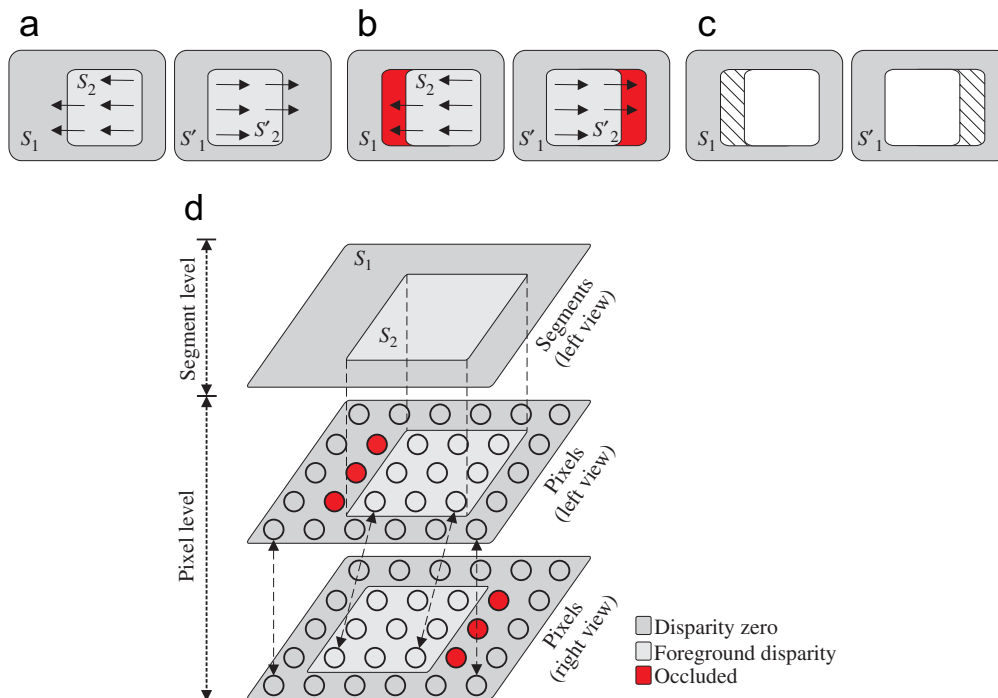 a
b
c
S2
S1
S'1
S'2
S2
S1
S'1
S'2
S1
S'1
d
Segment level
S1
S2
Segments
(left view)
Pixel level
Pixels
(left view)
Pixels
(right view)
Disparity zero
Foreground disparity
Occluded